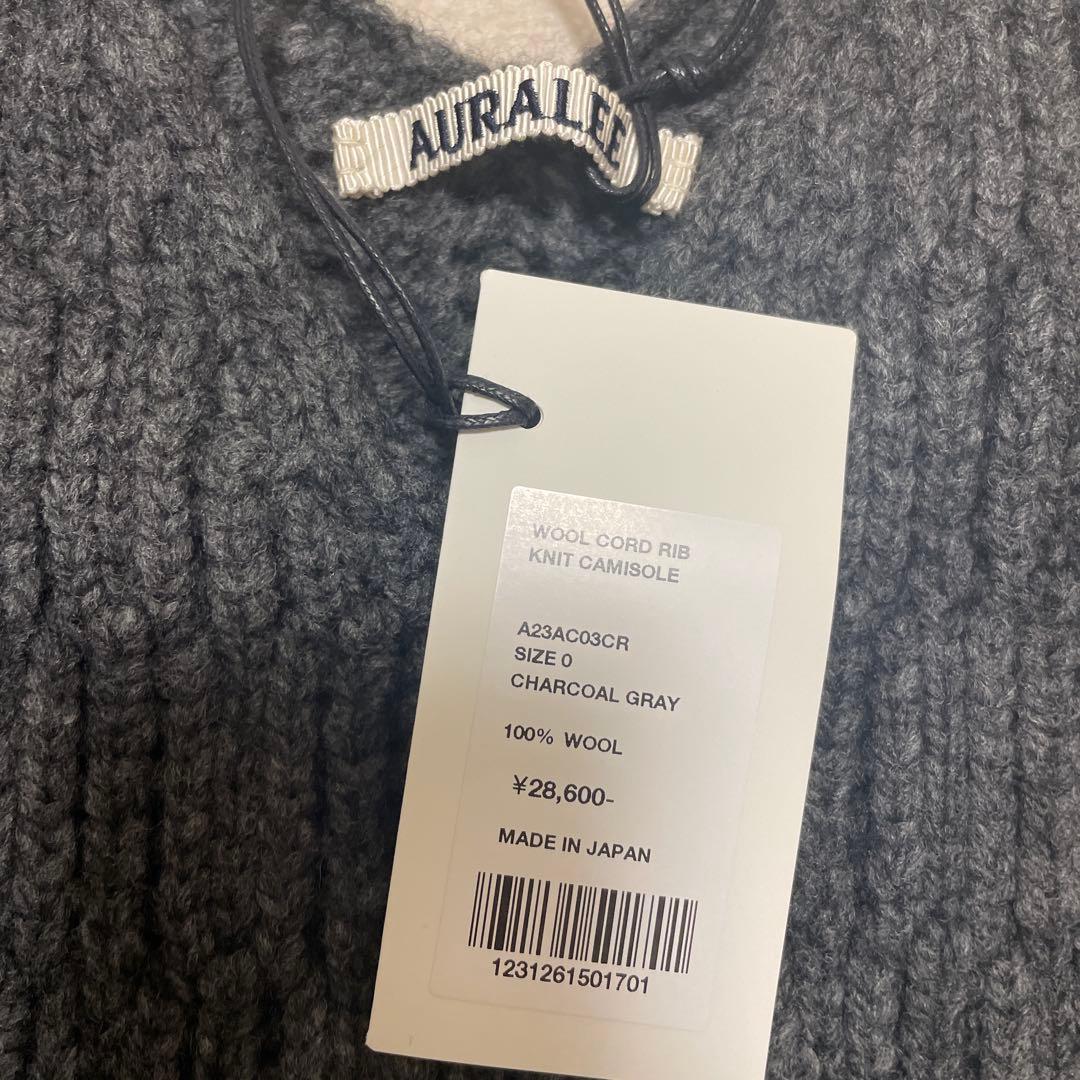 AURALEE
WOOL CORD RIB
KNIT CAMISOLE
A23AC03CR
SIZE 0
CHARCOAL GRAY
100% WOOL
¥28,600-
MADE IN JAPAN
1231261501701